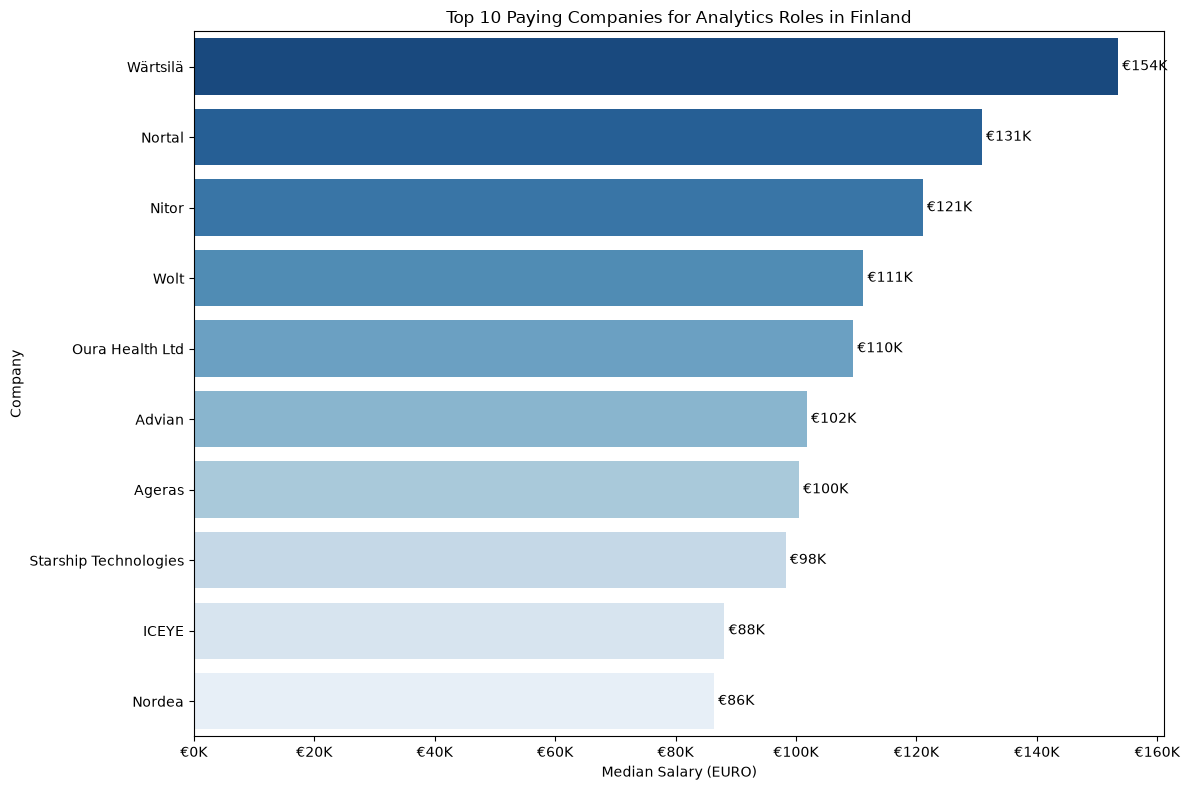 Top 10 Paying Companies for Analytics Roles in Finland
Company
Wärtsilä €154K
Nortal €131K
Nitor €121K
Wolt €111K
Oura Health Ltd €110K
Advian €102K
Ageras €100K
Starship Technologies €98K
ICEYE €88K
Nordea €86K
€0K €20K €40K €60K €80K €100K €120K €140K €160K
Median Salary (EURO)